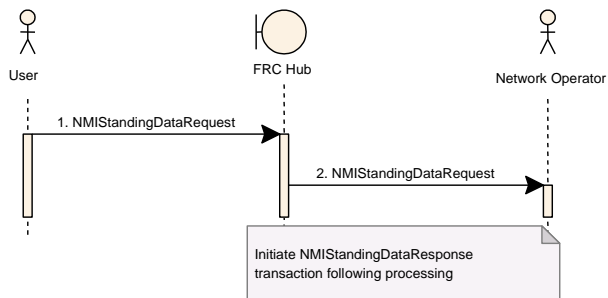 User
FRC Hub
Network Operator
1. NMIStandingDataRequest
2. NMIStandingDataRequest
Initiate NMIStandingDataResponse
transaction following processing